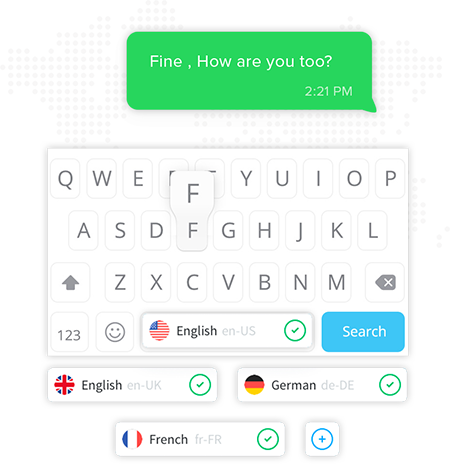 Fine , How are you too?
2:21 PM
Q W E Y U I O P
F
A S D F G H J K L
Z X C V B N M
123 English en-US Search
English en-UK German de-DE
French fr-FR